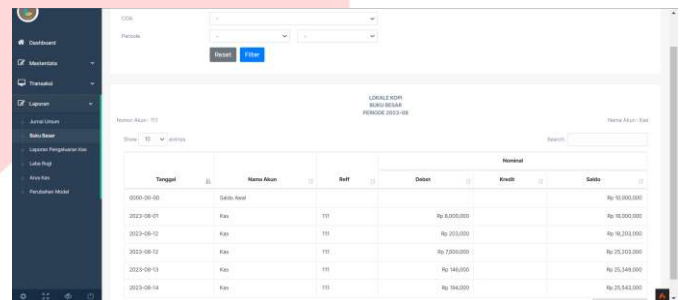 COA
-
Periode
-
-
Reset Filter
Dashboard
Masterdata
Transaksi
Laporan
Jurnal Umum
Buku Besar
Laporan Pengeluaran Kas
Laba Rugi
Arus Kas
Perubahan Modal
LOKALE KOPI
BUKU BESAR
PERIODE 2023-08
Nomor Akun : 111
Nama Akun : Kas
Show 10 entries
Search:
Nominal
Tanggal Nama Akun Reff Debet Kredit Saldo
0000-00-00 Saldo Awal Rp 10,000,000
2023-08-01 Kas 111 Rp 8,000,000 Rp 18,000,000
2023-08-12 Kas 111 Rp 203,000 Rp 18,203,000
2023-08-12 Kas 111 Rp 7,000,000 Rp 25,203,000
2023-08-13 Kas 111 Rp 146,000 Rp 25,349,000
2023-08-14 Kas 111 Rp 194,000 Rp 25,543,000